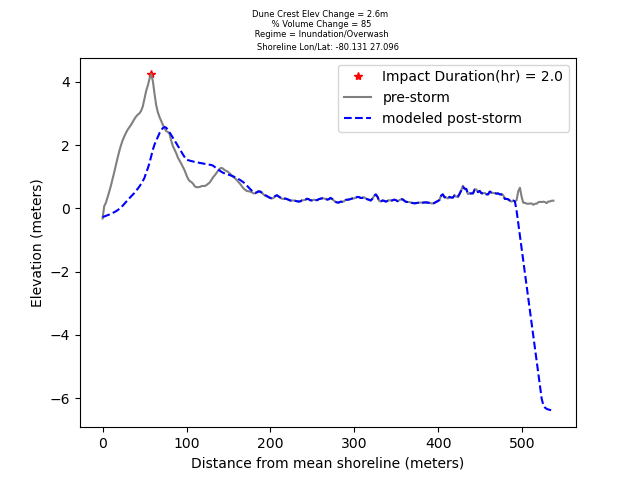 Dune Crest Elev Change = 2.6m
% Volume Change = 85
Regime = Inundation/Overwash
Shoreline Lon/Lat: -80.131 27.096
Impact Duration(hr) = 2.0
pre-storm
modeled post-storm
4
2
0
−2
−4
−6
Elevation (meters)
0 100 200 300 400 500
Distance from mean shoreline (meters)